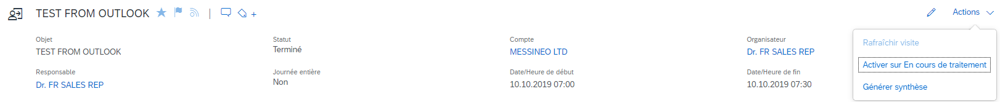 TEST FROM OUTLOOK
Actions
Objet
TEST FROM OUTLOOK
Statut
Terminé
Compte
MESSINEO LTD
Organisateur
Dr. FR SALES REP
Responsable
Dr. FR SALES REP
Journée entière
Non
Date/Heure de début
10.10.2019 07:00
Date/Heure de fin
10.10.2019 07:30
Rafraîchir visite
Activer sur En cours de traitement
Générer synthèse